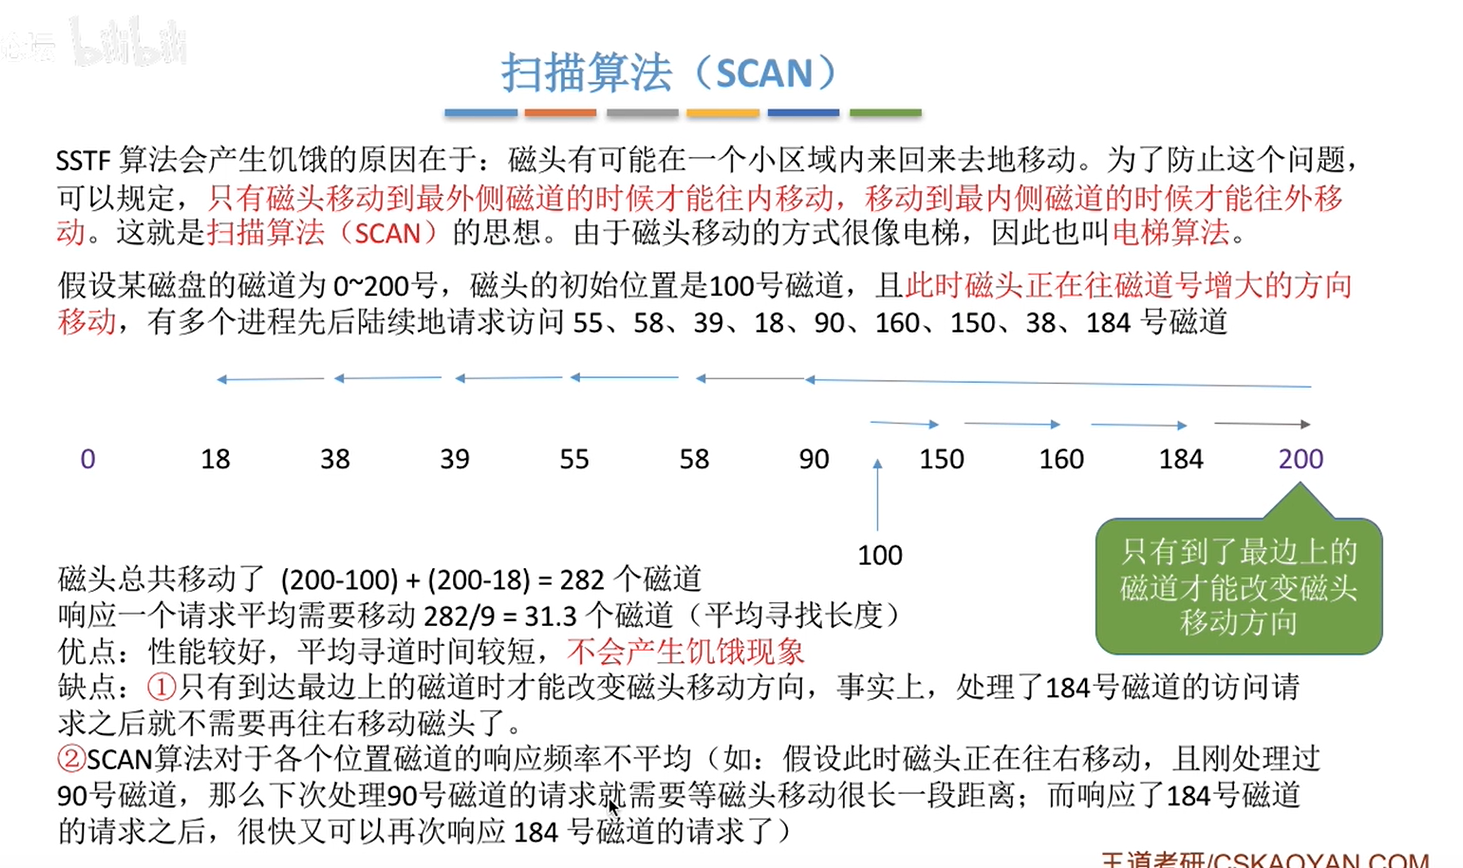 坛 bilibili
扫描算法（SCAN）
SSTF 算法会产生饥饿的原因在于：磁头有可能在一个小区域内来回来去地移动。为了防止这个问题，
可以规定，只有磁头移动到最外侧磁道的时候才能往内移动，移动到最内侧磁道的时候才能往外移
动。这就是扫描算法（SCAN）的思想。由于磁头移动的方式很像电梯，因此也叫电梯算法。
假设某磁盘的磁道为 0~200号，磁头的初始位置是100号磁道，且此时磁头正在往磁道号增大的方向
移动，有多个进程先后陆续地请求访问 55、58、39、18、90、160、150、38、184 号磁道
0 18 38 39 55 58 90 150 160 184 200
100
只有到了最边上的
磁道才能改变磁头
移动方向
磁头总共移动了 (200-100) + (200-18) = 282 个磁道
响应一个请求平均需要移动 282/9 = 31.3 个磁道（平均寻找长度）
优点：性能较好，平均寻道时间较短，不会产生饥饿现象
缺点：①只有到达最边上的磁道时才能改变磁头移动方向，事实上，处理了184号磁道的访问请
求之后就不需要再往右移动磁头了。
②SCAN算法对于各个位置磁道的响应频率不平均（如：假设此时磁头正在往右移动，且刚处理过
90号磁道，那么下次处理90号磁道的请求就需要等磁头移动很长一段距离；而响应了184号磁道
的请求之后，很快又可以再次响应 184 号磁道的请求了）
王道考研/CSKAOYAN.COM